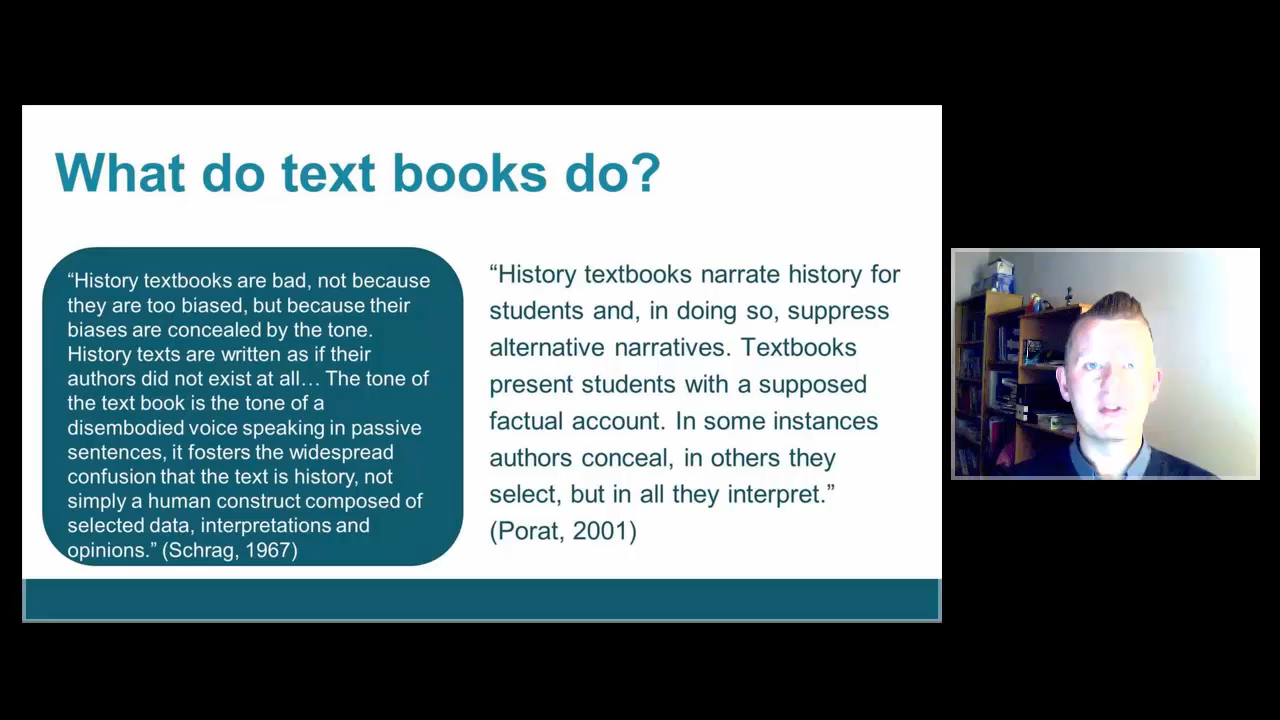 What do text books do?
“History textbooks are bad, not because
they are too biased, but because their
biases are concealed by the tone.
History texts are written as if their
authors did not exist at all… The tone of
the text book is the tone of a
disembodied voice speaking in passive
sentences, it fosters the widespread
confusion that the text is history, not
simply a human construct composed of
selected data, interpretations and
opinions.” (Schrag, 1967)
“History textbooks narrate history for
students and, in doing so, suppress
alternative narratives. Textbooks
present students with a supposed
factual account. In some instances
authors conceal, in others they
select, but in all they interpret.”
(Porat, 2001)